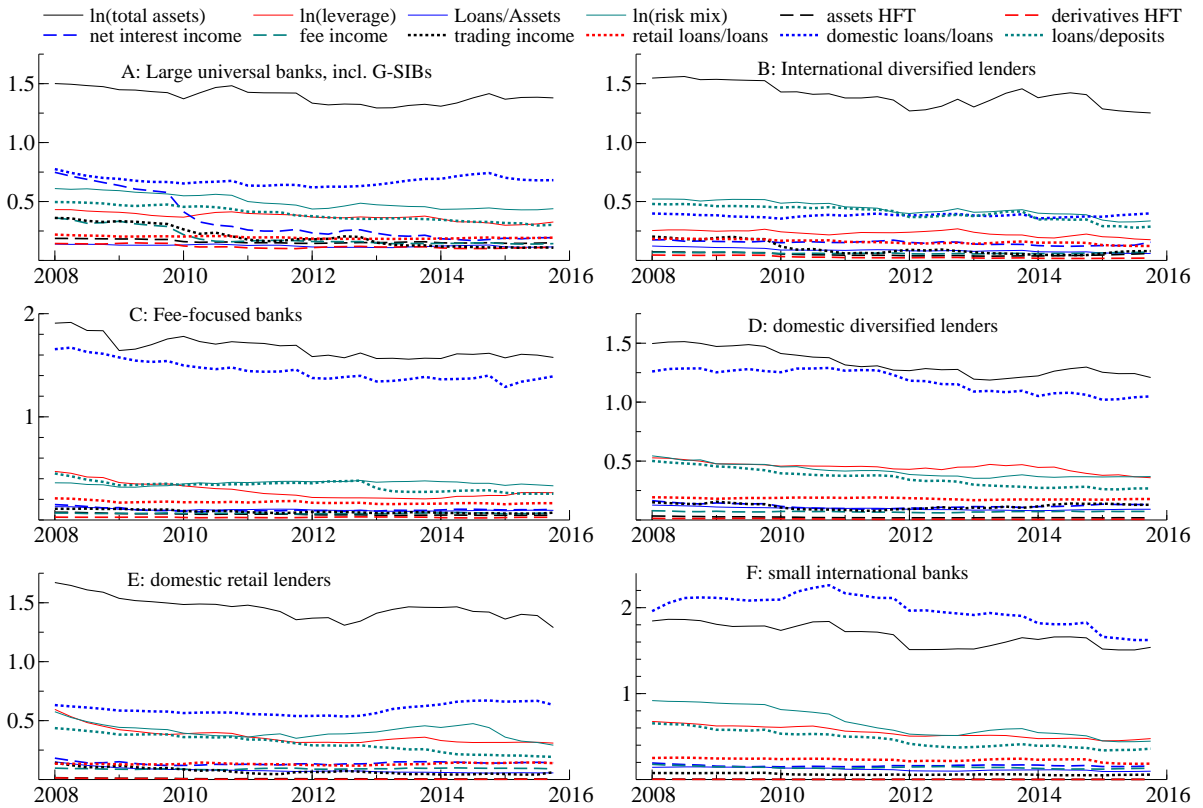 ln(total assets) ln(leverage) Loans/Assets ln(risk mix) assets HFT derivatives HFT
net interest income fee income trading income retail loans/loans domestic loans/loans loans/deposits
A: Large universal banks, incl. G-SIBs
1.5
1.0
0.5
2008 2010 2012 2014 2016
B: International diversified lenders
1.5
1.0
0.5
2008 2010 2012 2014 2016
C: Fee-focused banks
2
1
2008 2010 2012 2014 2016
D: domestic diversified lenders
1.5
1.0
0.5
2008 2010 2012 2014 2016
E: domestic retail lenders
1.5
1.0
0.5
2008 2010 2012 2014 2016
F: small international banks
2
1
2008 2010 2012 2014 2016